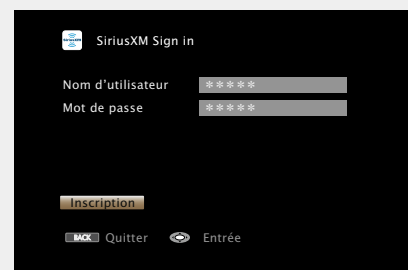 SiriusXM Sign in
Nom d'utilisateur *****
Mot de passe *****
Inscription
BACK Quitter Entrée